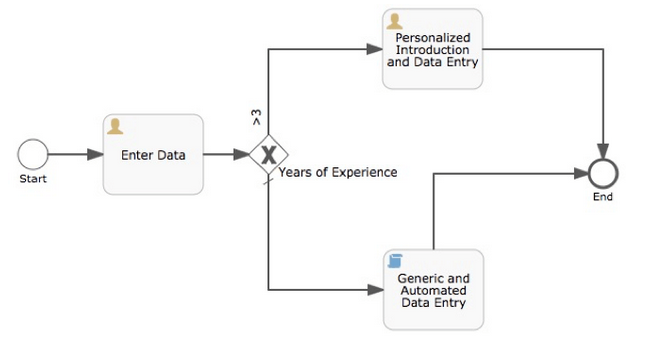 Personalized
Introduction
and Data Entry
>3
Enter Data
X
Years of Experience
Start
End
Generic and
Automated
Data Entry